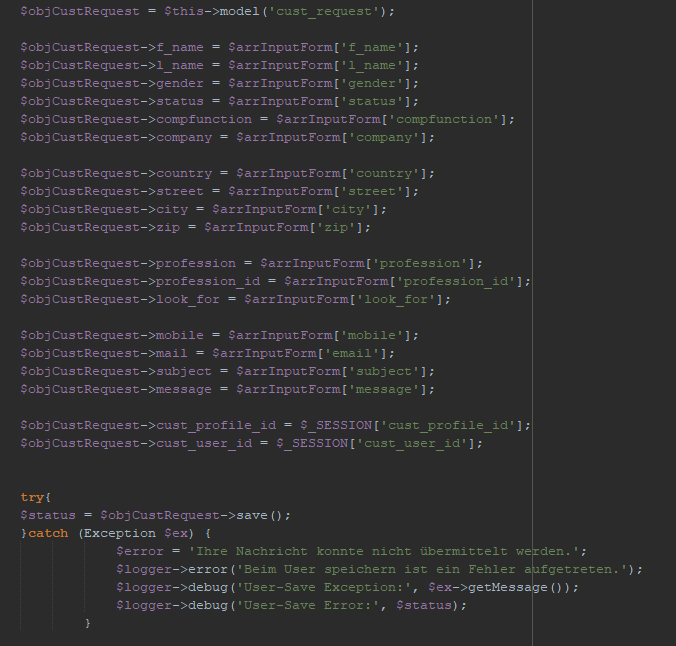 $objCustRequest = $this->model('cust_request');
$objCustRequest->f_name = $arrInputForm['f_name'];
$objCustRequest->l_name = $arrInputForm['l_name'];
$objCustRequest->gender = $arrInputForm['gender'];
$objCustRequest->status = $arrInputForm['status'];
$objCustRequest->compfunction = $arrInputForm['compfunction'];
$objCustRequest->company = $arrInputForm['company'];
$objCustRequest->country = $arrInputForm['country'];
$objCustRequest->street = $arrInputForm['street'];
$objCustRequest->city = $arrInputForm['city'];
$objCustRequest->zip = $arrInputForm['zip'];
$objCustRequest->profession = $arrInputForm['profession'];
$objCustRequest->profession_id = $arrInputForm['profession_id'];
$objCustRequest->look_for = $arrInputForm['look_for'];
$objCustRequest->mobile = $arrInputForm['mobile'];
$objCustRequest->mail = $arrInputForm['email'];
$objCustRequest->subject = $arrInputForm['subject'];
$objCustRequest->message = $arrInputForm['message'];
$objCustRequest->cust_profile_id = $_SESSION['cust_profile_id'];
$objCustRequest->cust_user_id = $_SESSION['cust_user_id'];
try{
$status = $objCustRequest->save();
}catch (Exception $ex) {
$error = 'Ihre Nachricht konnte nicht übermittelt werden.';
$logger->error('Beim User speichern ist ein Fehler aufgetreten.');
$logger->debug('User-Save Exception:', $ex->getMessage());
$logger->debug('User-Save Error:', $status);
}